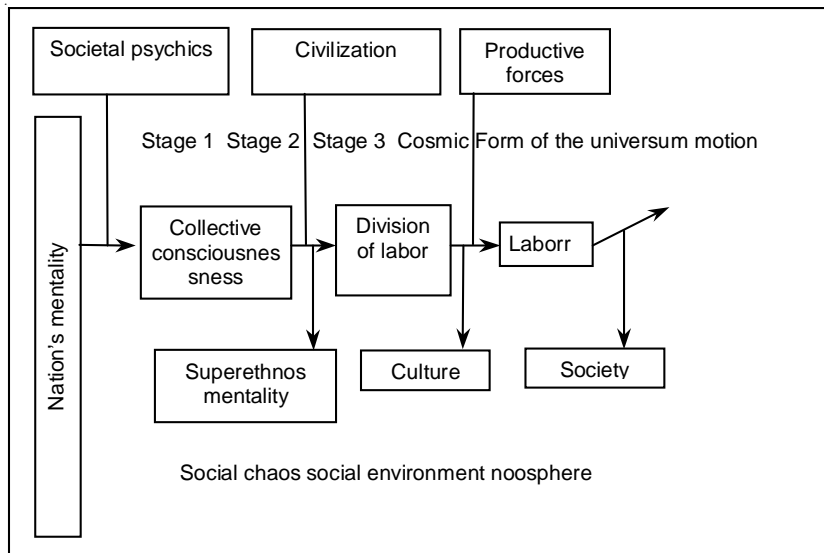 Societal psychics
Civilization
Productive
forces
Stage 1 Stage 2 Stage 3 Cosmic Form of the universum motion
Nation's mentality
Collective
consciousnes
sness
Division
of labor
Laborr
Superethnos
mentality
Culture
Society
Social chaos social environment noosphere